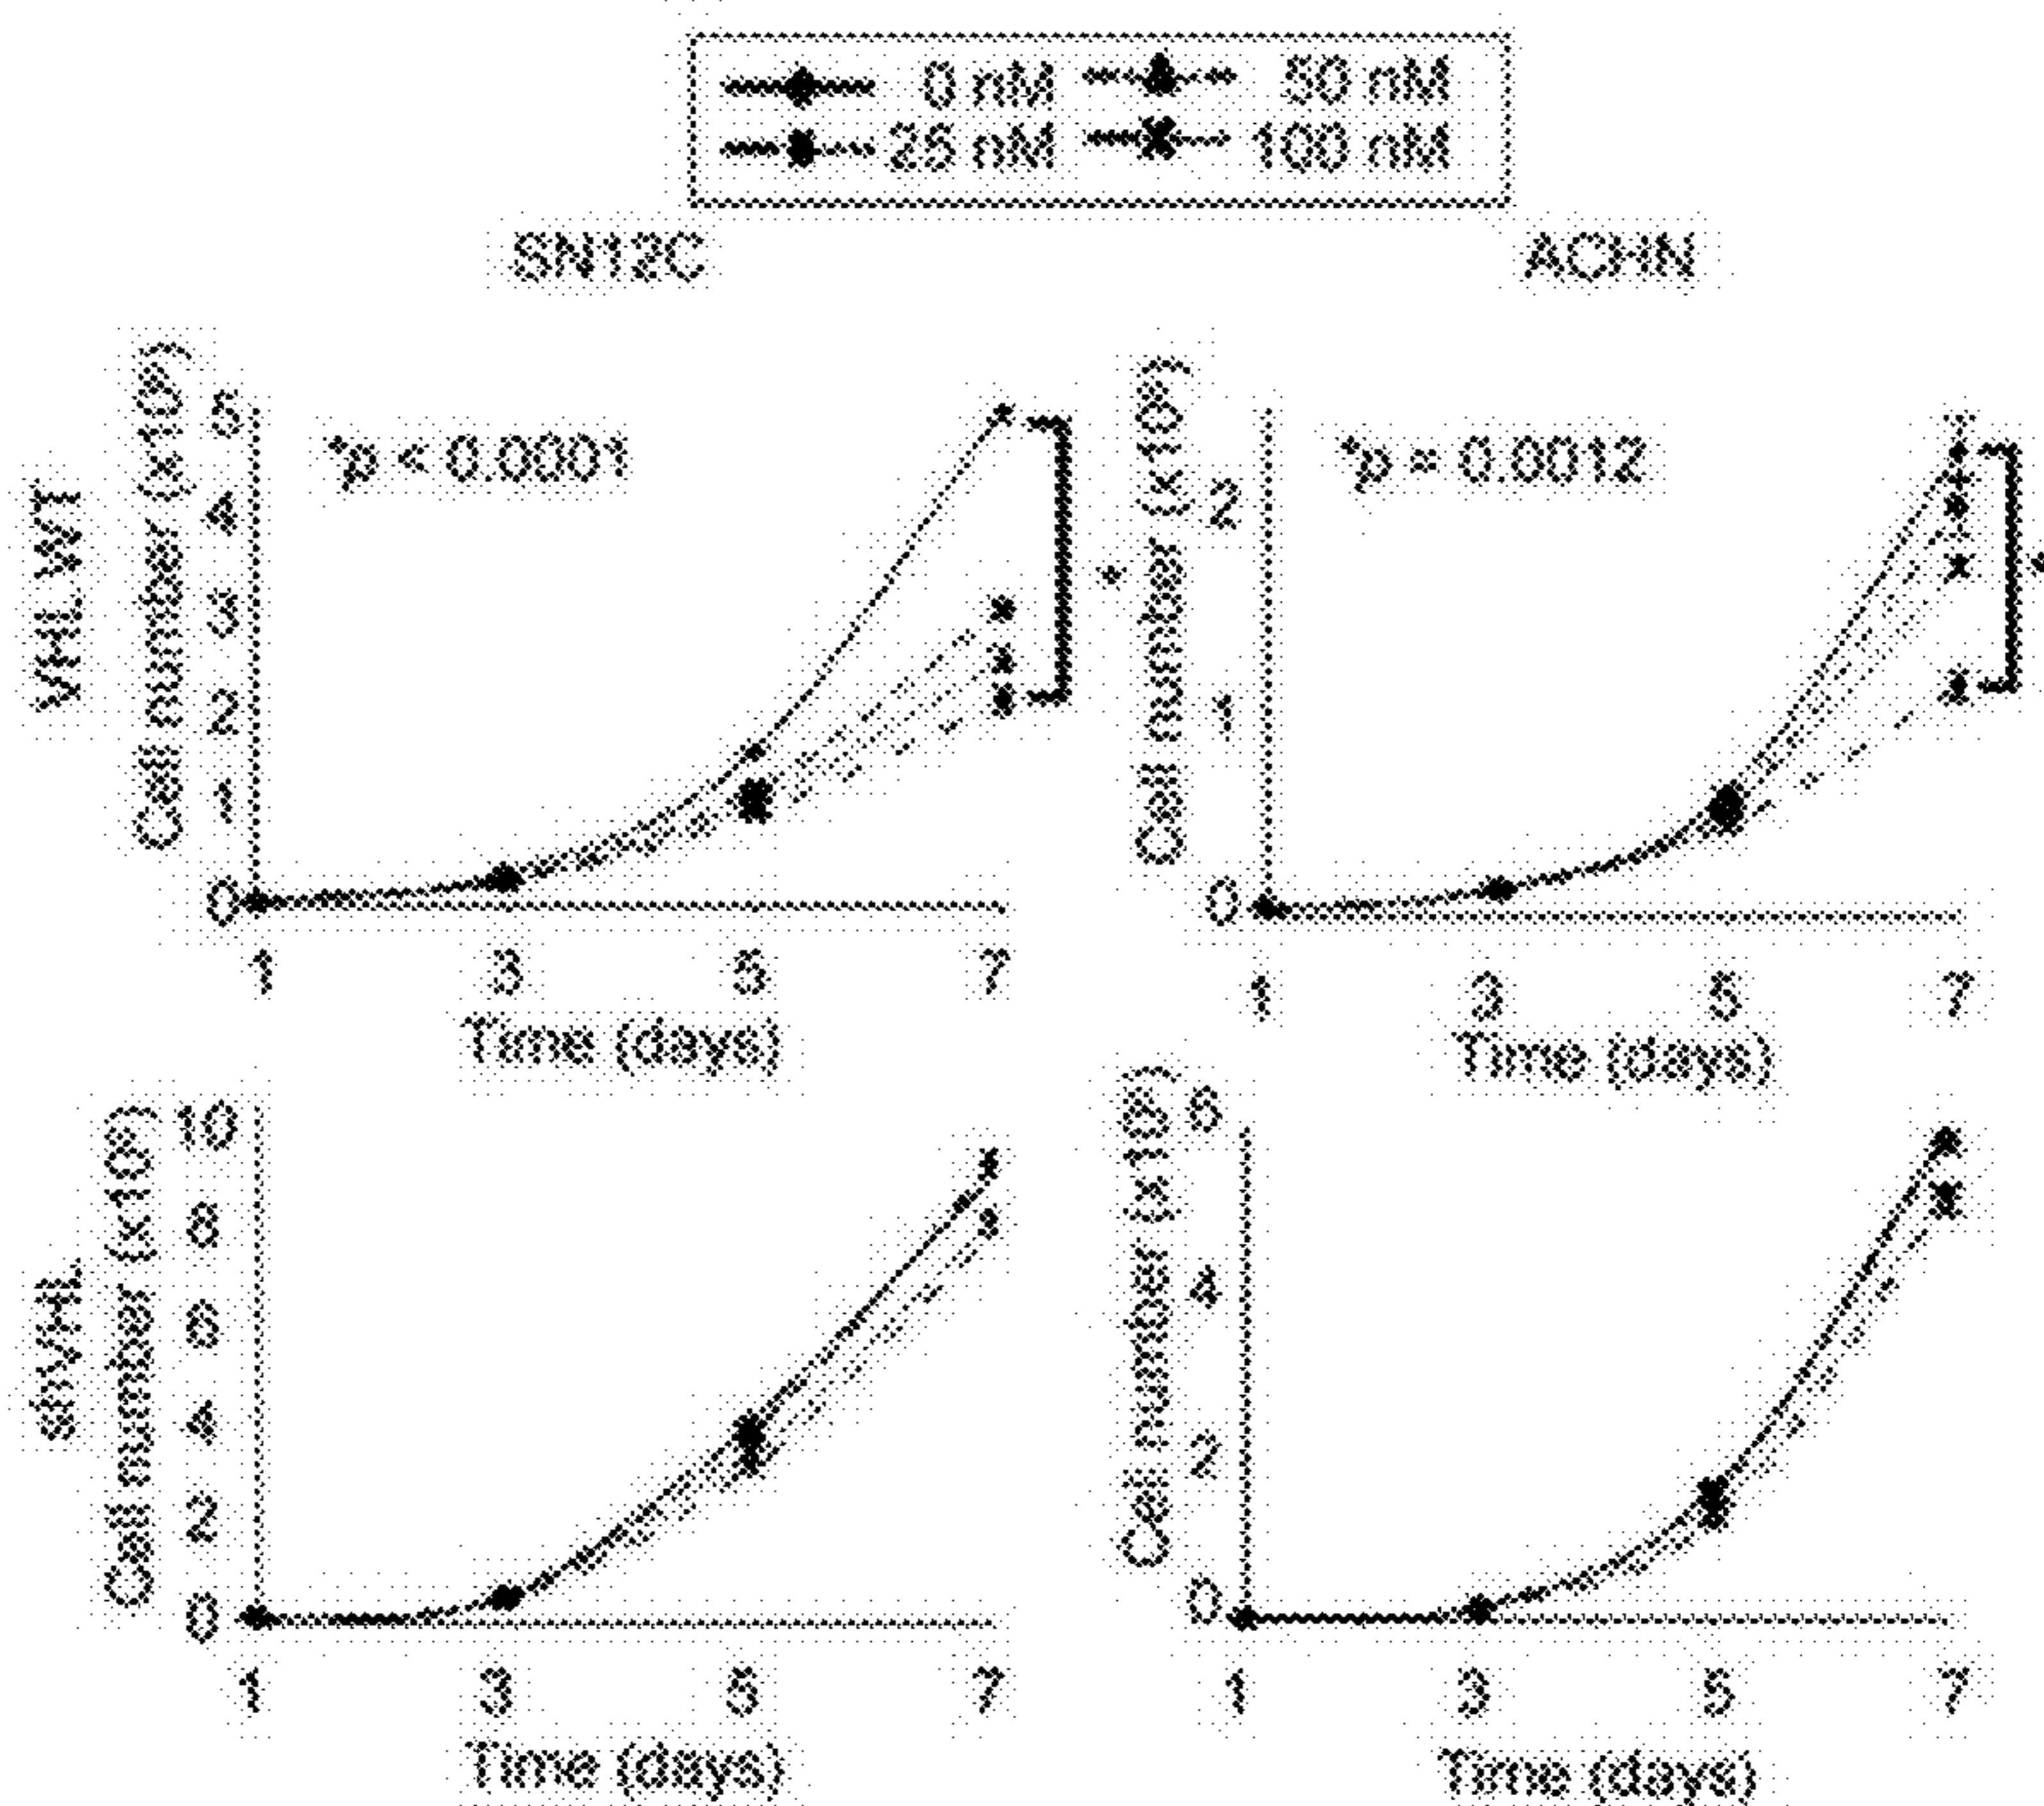 0 nM 50 nM
25 nM 100 nM
SN12C ACHN
VHL WT
Cell number (x10⁵)
5
4
3
2
1
0
*p < 0.0001
*
1 3 5 7
Time (days)
Cell number (x10⁵)
2
1
0
*p = 0.0012
*
1 3 5 7
Time (days)
shVHL
Cell number (x10⁵)
10
8
6
4
2
0
1 3 5 7
Time (days)
Cell number (x10⁵)
6
4
2
0
1 3 5 7
Time (days)